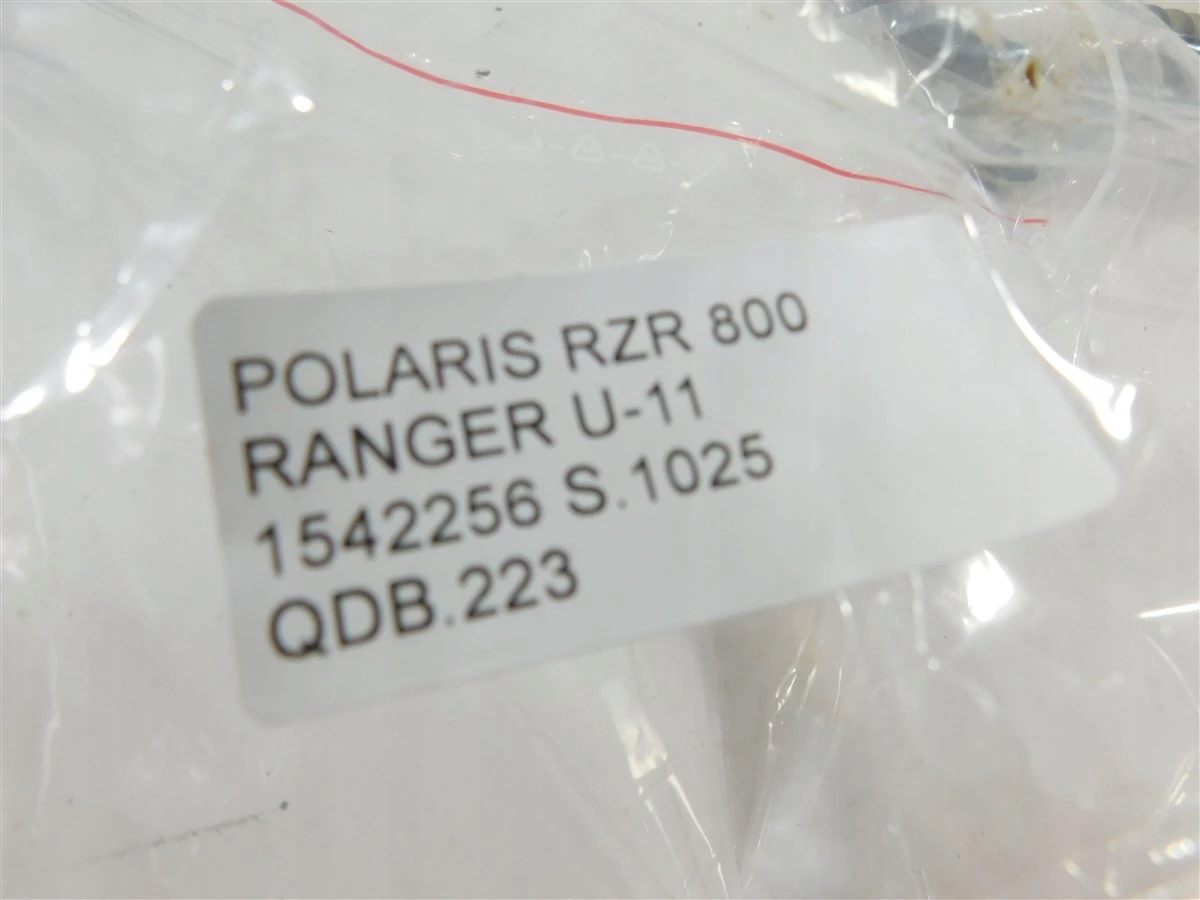 POLARIS RZR 800
RANGER U-11
1542256 S.1025
QDB.223